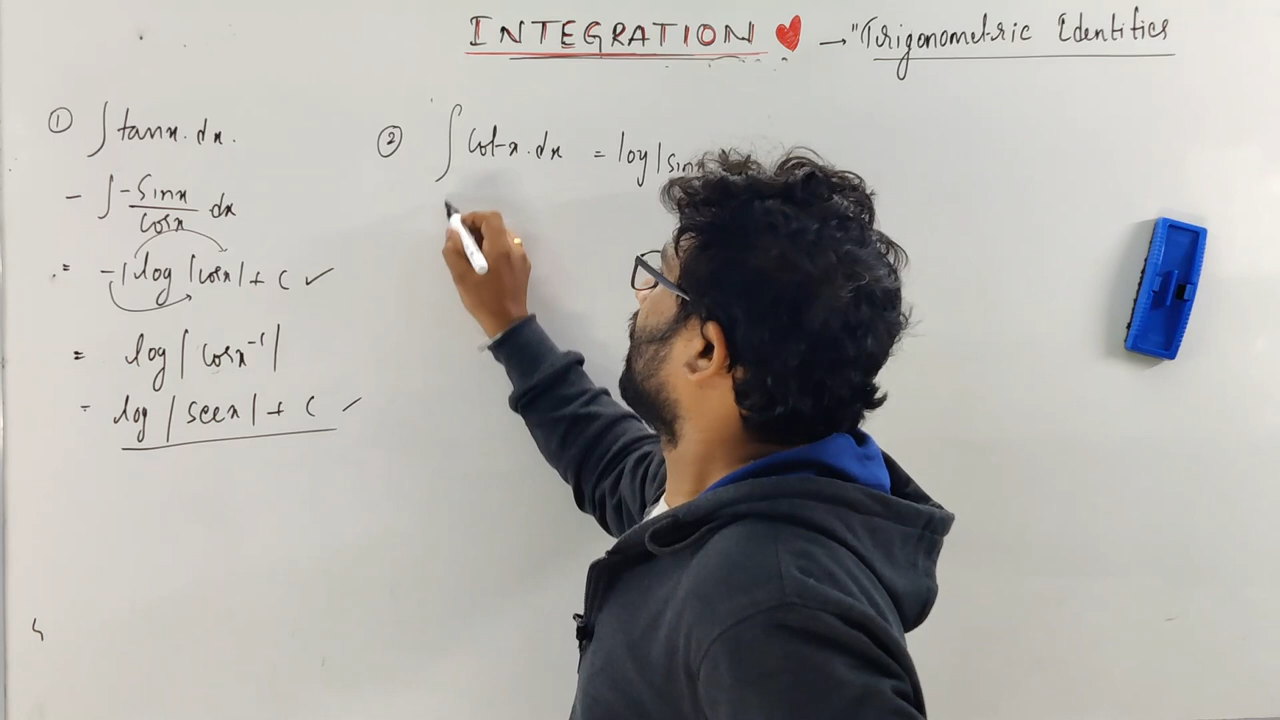 INTEGRATION ♥ → "Trigonometric Identities
① ∫ tanx. dx.
- ∫ -Sinx/cosx dx
= -1 log |cosx| + C ✓
= log | cosx⁻¹ |
= log | secx | + C ✓
② ∫ Cot x. dx = log | sinx